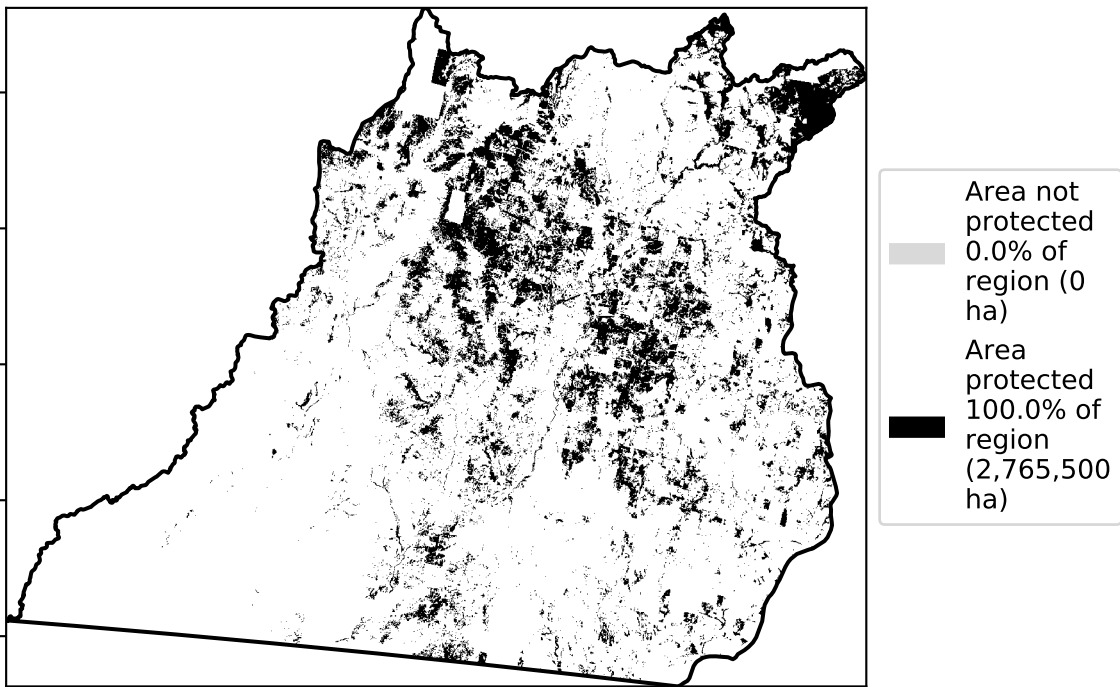 Area not
protected
0.0% of
region (0
ha)
Area
protected
100.0% of
region
(2,765,500
ha)